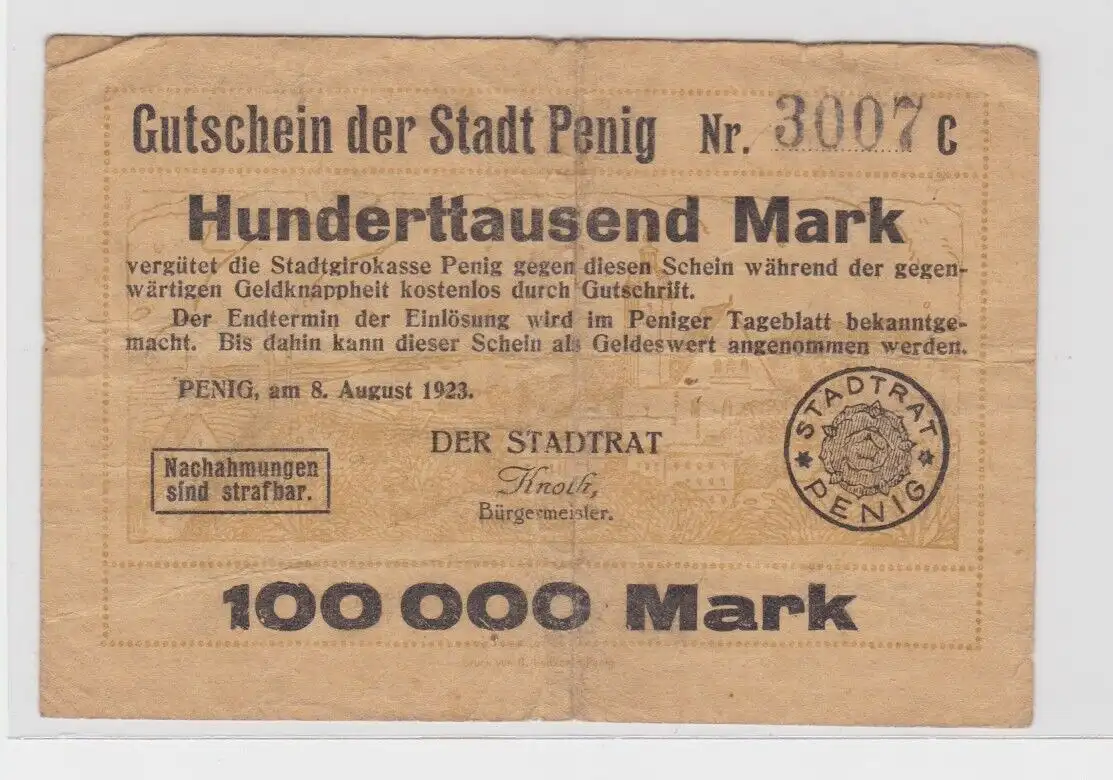 Gutschein der Stadt Penig Nr. 3007 C
Hunderttausend Mark
vergütet die Stadtgirokasse Penig gegen diesen Schein während der gegen-
wärtigen Geldknappheit kostenlos durch Gutschrift.
Der Endtermin der Einlösung wird im Peniger Tageblatt bekanntge-
macht. Bis dahin kann dieser Schein als Geldeswert angenommen werden.
PENIG, am 8. August 1923.
DER STADTRAT
Knoth,
Bürgermeister.
Nachahmungen
sind strafbar.
STADTRAT
PENIG
100 000 Mark
Druck von